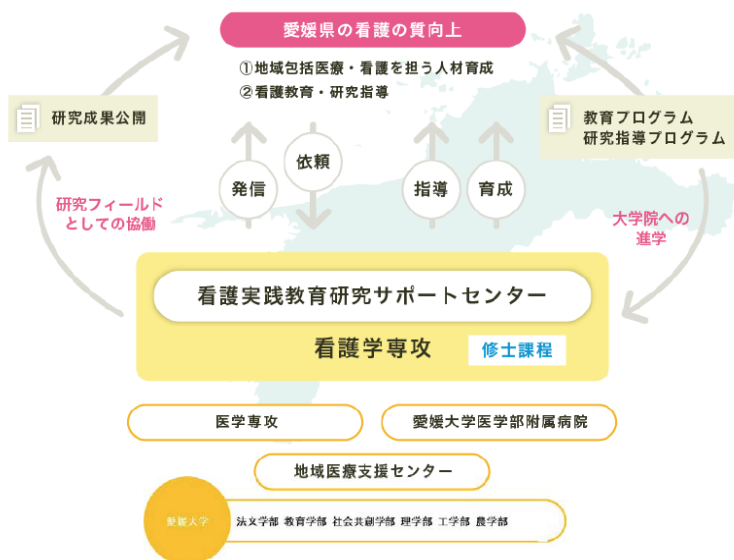 愛媛県の看護の質向上
①地域包括医療・看護を担う人材育成
②看護教育・研究指導
研究成果公開
教育プログラム
研究指導プログラム
発信
依頼
指導
育成
研究フィールド
としての協働
大学院への
進学
看護実践教育研究サポートセンター
看護学専攻
修士課程
医学専攻
愛媛大学医学部附属病院
地域医療支援センター
愛媛大学
法文学部 教育学部 社会共創学部 理学部 工学部 農学部